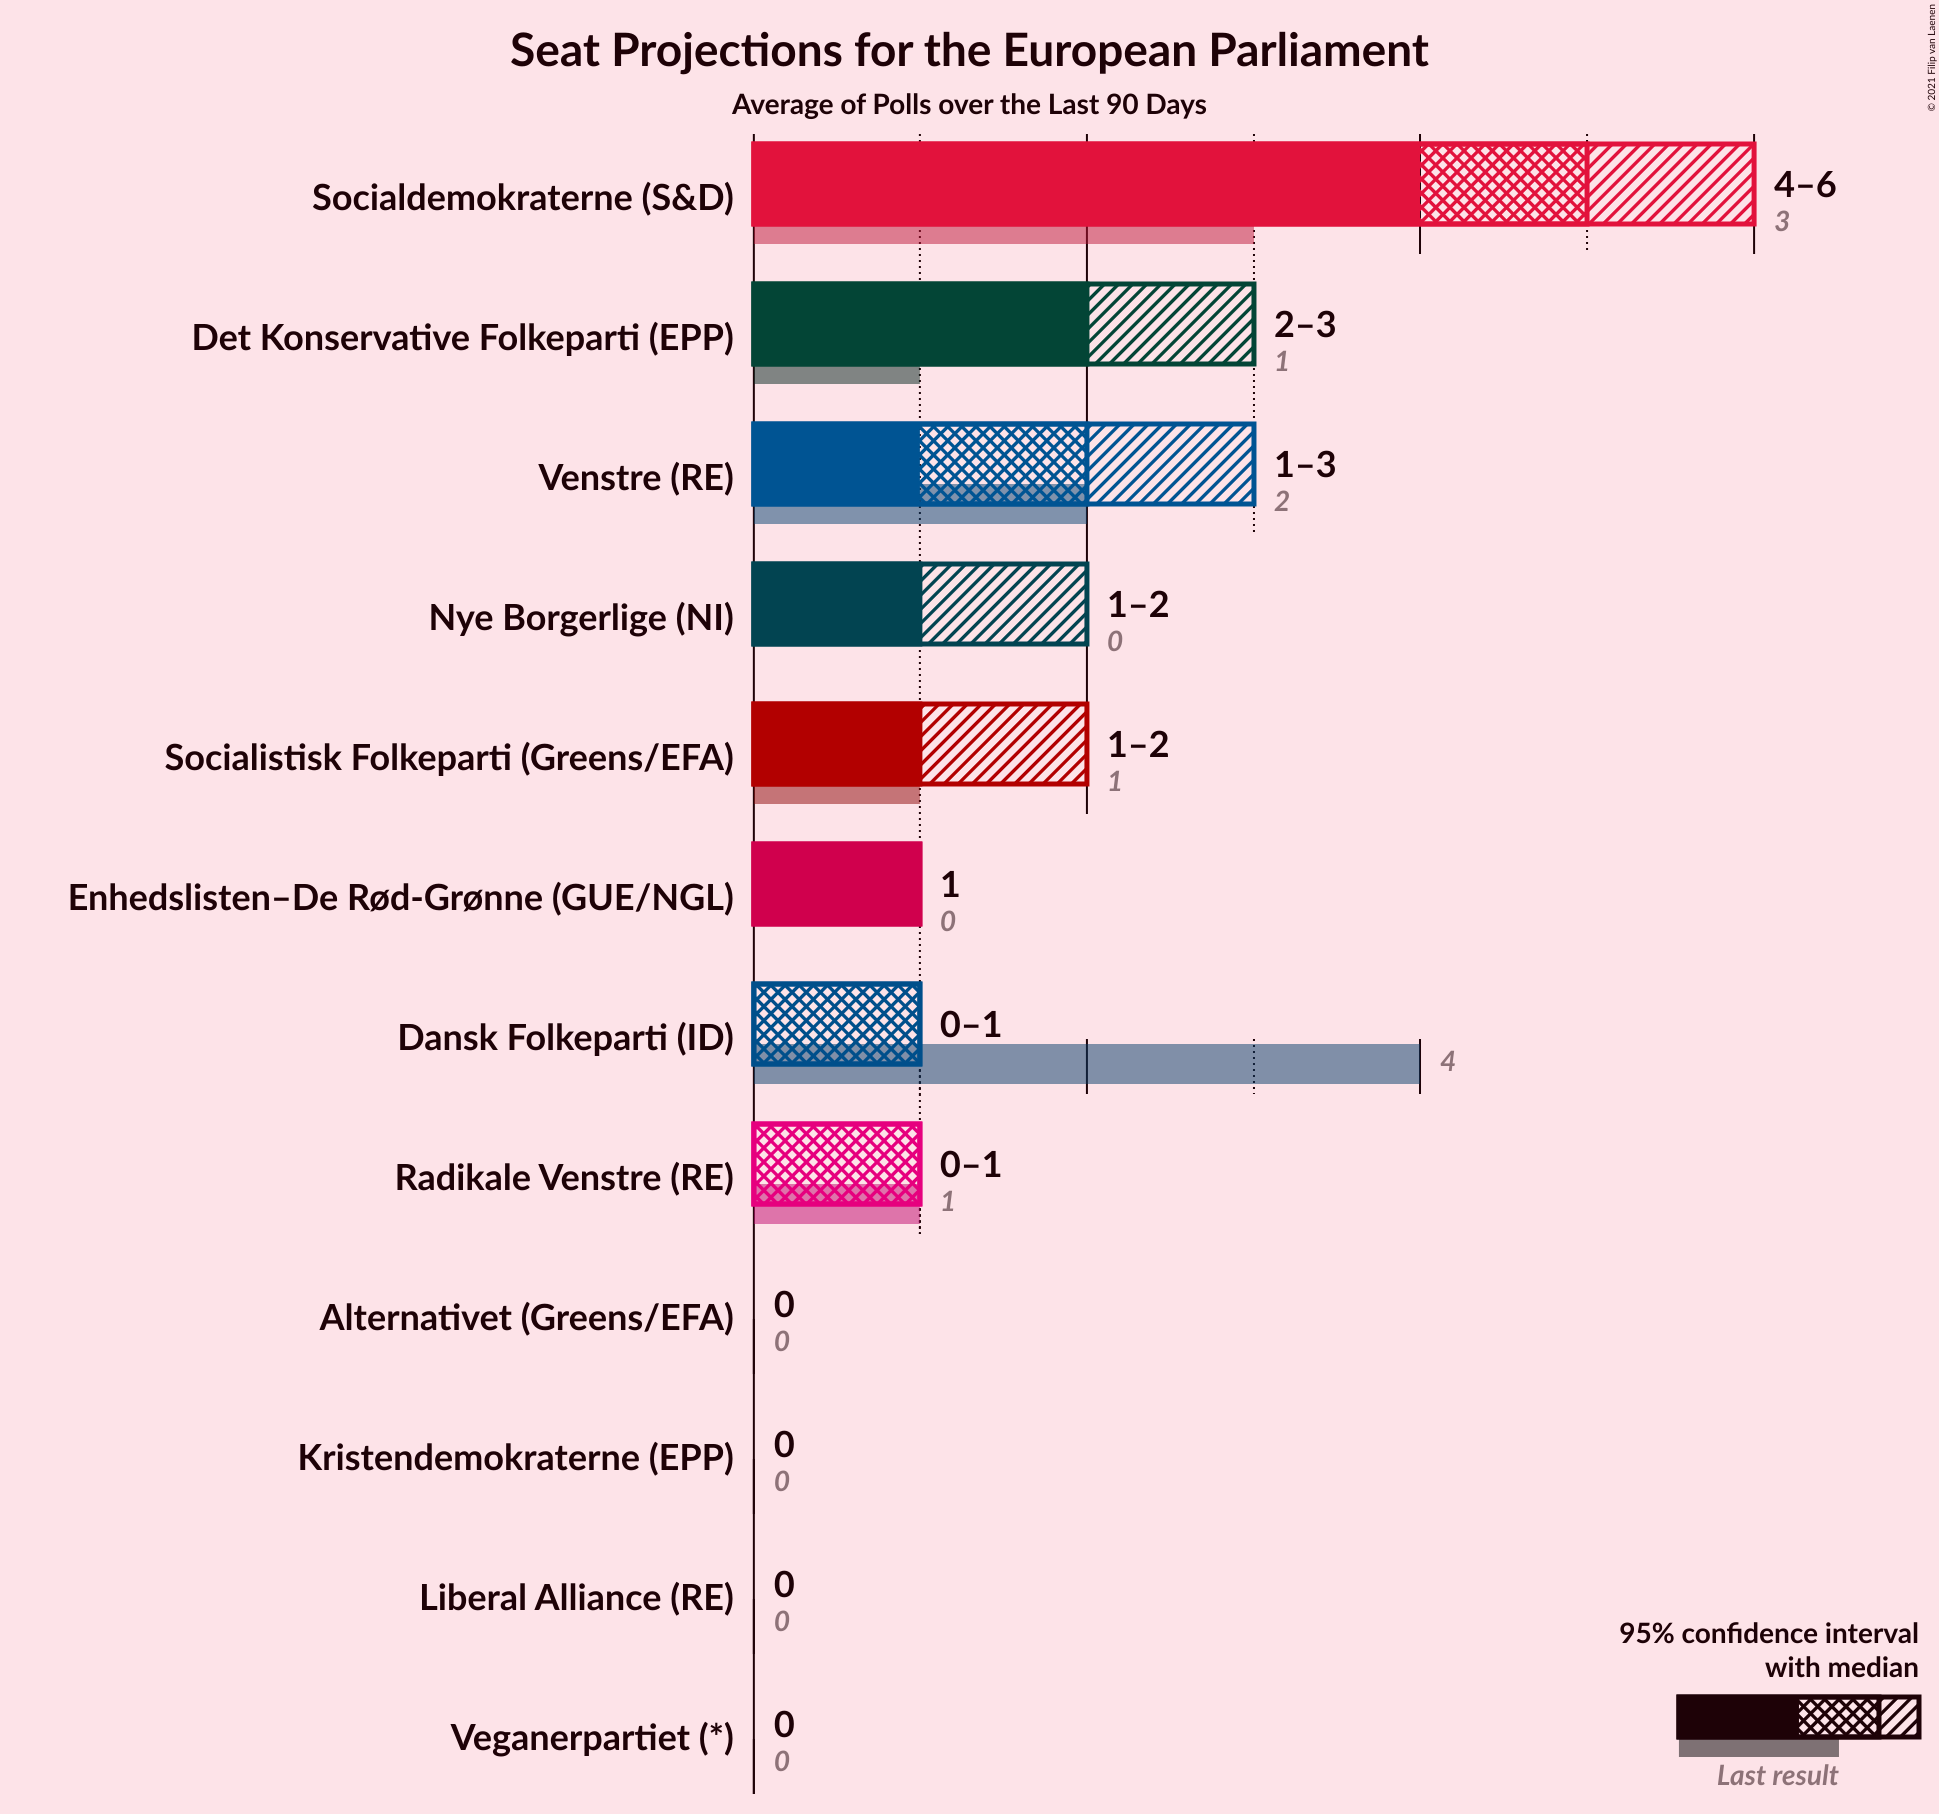 Seat Projections for the European Parliament
Average of Polls over the Last 90 Days
© 2021 Filip van Laenen
Socialdemokraterne (S&D)
4–6
3
Det Konservative Folkeparti (EPP)
2–3
1
Venstre (RE)
1–3
2
Nye Borgerlige (NI)
1–2
0
Socialistisk Folkeparti (Greens/EFA)
1–2
1
Enhedslisten–De Rød-Grønne (GUE/NGL)
1
0
Dansk Folkeparti (ID)
0–1
4
Radikale Venstre (RE)
0–1
1
Alternativet (Greens/EFA)
0
0
Kristendemokraterne (EPP)
0
0
Liberal Alliance (RE)
0
0
Veganerpartiet (*)
0
0
95% confidence interval
with median
Last result